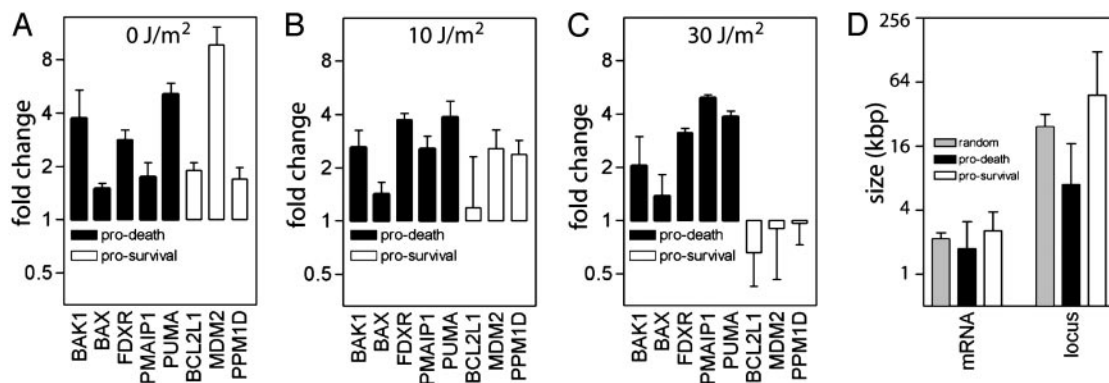 A
0 J/m²
fold change
8
4
2
1
0.5
pro-death
pro-survival
BAK1
BAX
FDXR
PMAIP1
PUMA
BCL2L1
MDM2
PPM1D
B
10 J/m²
fold change
8
4
2
1
0.5
pro-death
pro-survival
BAK1
BAX
FDXR
PMAIP1
PUMA
BCL2L1
MDM2
PPM1D
C
30 J/m²
fold change
8
4
2
1
0.5
pro-death
pro-survival
BAK1
BAX
FDXR
PMAIP1
PUMA
BCL2L1
MDM2
PPM1D
D
size (kbp)
256
64
16
4
1
random
pro-death
pro-survival
mRNA
locus